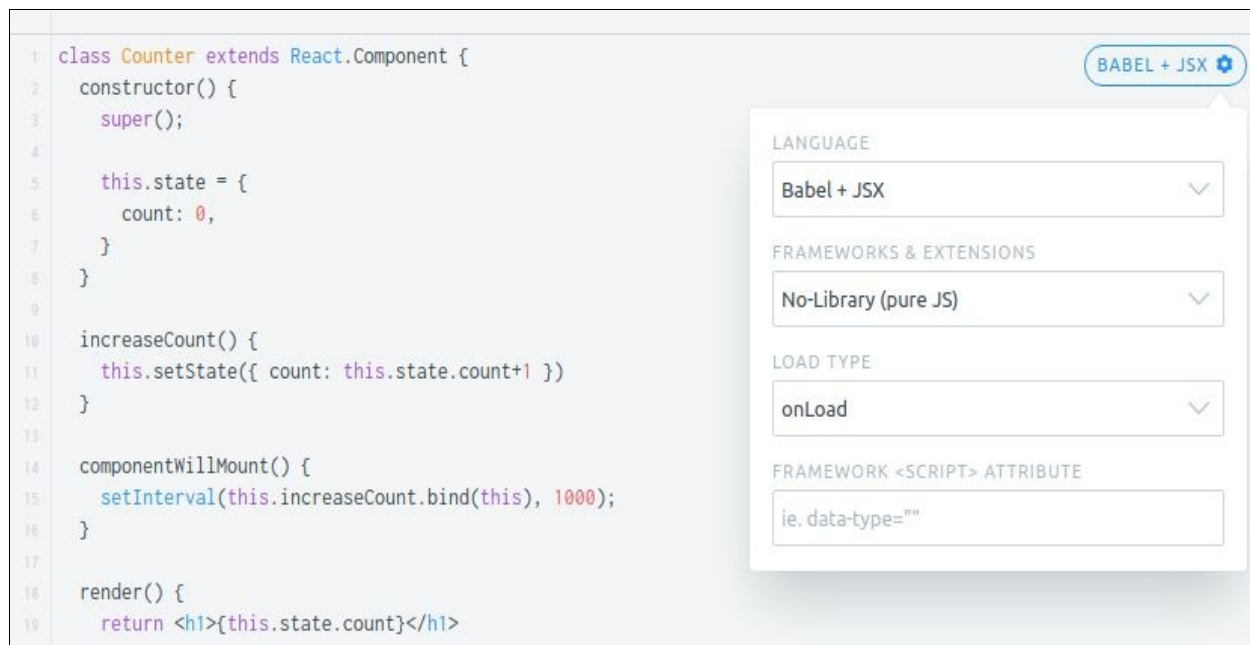 1 class Counter extends React.Component {
2   constructor() {
3     super();
4
5     this.state = {
6       count: 0,
7     }
8   }
9
10   increaseCount() {
11     this.setState({ count: this.state.count+1 })
12   }
13
14   componentWillMount() {
15     setInterval(this.increaseCount.bind(this), 1000);
16   }
17
18   render() {
19     return <h1>{this.state.count}</h1>
BABEL + JSX
LANGUAGE
Babel + JSX
FRAMEWORKS & EXTENSIONS
No-Library (pure JS)
LOAD TYPE
onLoad
FRAMEWORK <SCRIPT> ATTRIBUTE
ie. data-type=""